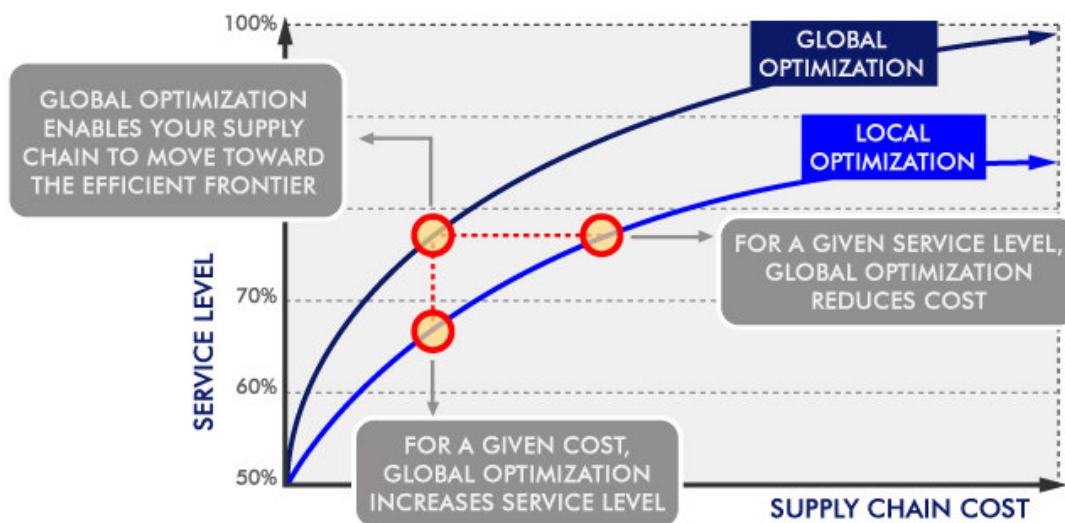 100%
GLOBAL
OPTIMIZATION
GLOBAL OPTIMIZATION
ENABLES YOUR SUPPLY
CHAIN TO MOVE TOWARD
THE EFFICIENT FRONTIER
LOCAL
OPTIMIZATION
FOR A GIVEN SERVICE LEVEL,
GLOBAL OPTIMIZATION
REDUCES COST
SERVICE LEVEL
70%
60%
50%
FOR A GIVEN COST,
GLOBAL OPTIMIZATION
INCREASES SERVICE LEVEL
SUPPLY CHAIN COST